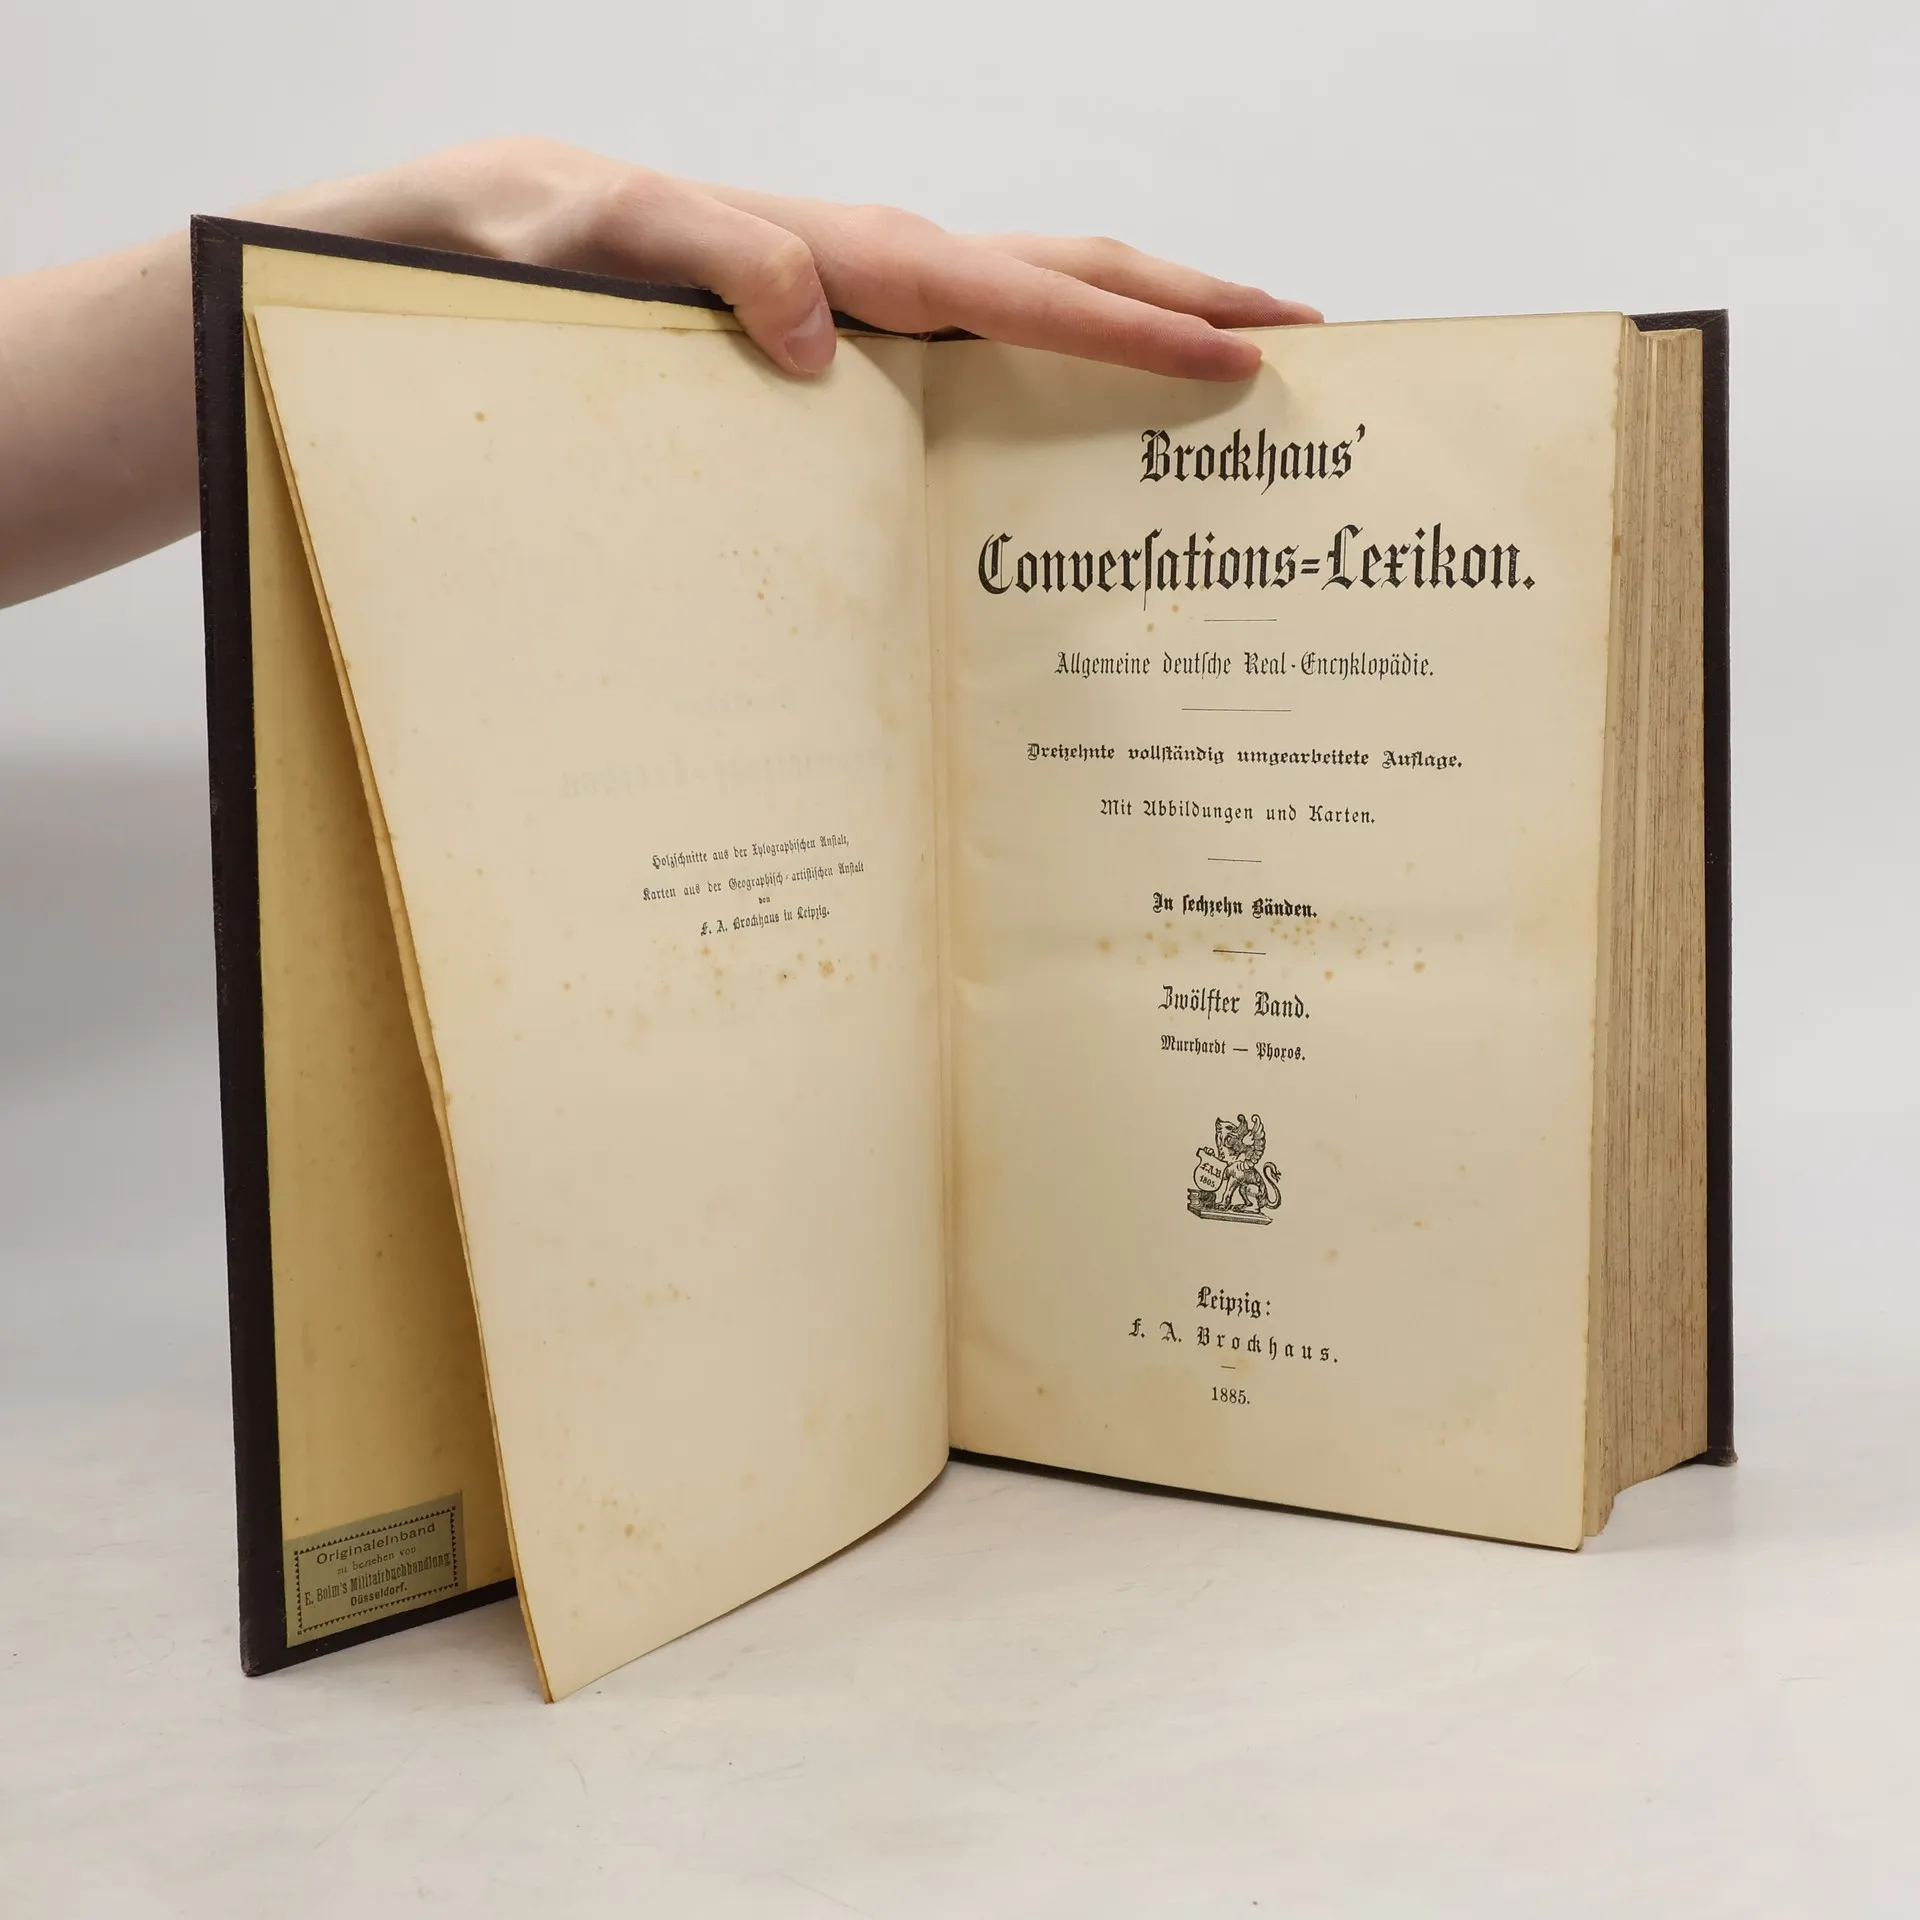 Holzschnitte aus der Xylographischen Anstalt,
Karten aus der Geographisch-artistischen Anstalt
von
F. A. Brockhaus in Leipzig.
Originaleinband
zu beziehen von
E. Bolm's Militairbuchhandlung
Düsseldorf.
Brockhaus'
Conversations-Lexikon.
Allgemeine deutsche Real-Encyklopädie.
Dreizehnte vollständig umgearbeitete Auflage.
Mit Abbildungen und Karten.
In sechzehn Bänden.
Zwölfter Band.
Murrhardt — Phoxos.
F.A.B
1805
Leipzig:
F. A. Brockhaus.
1885.